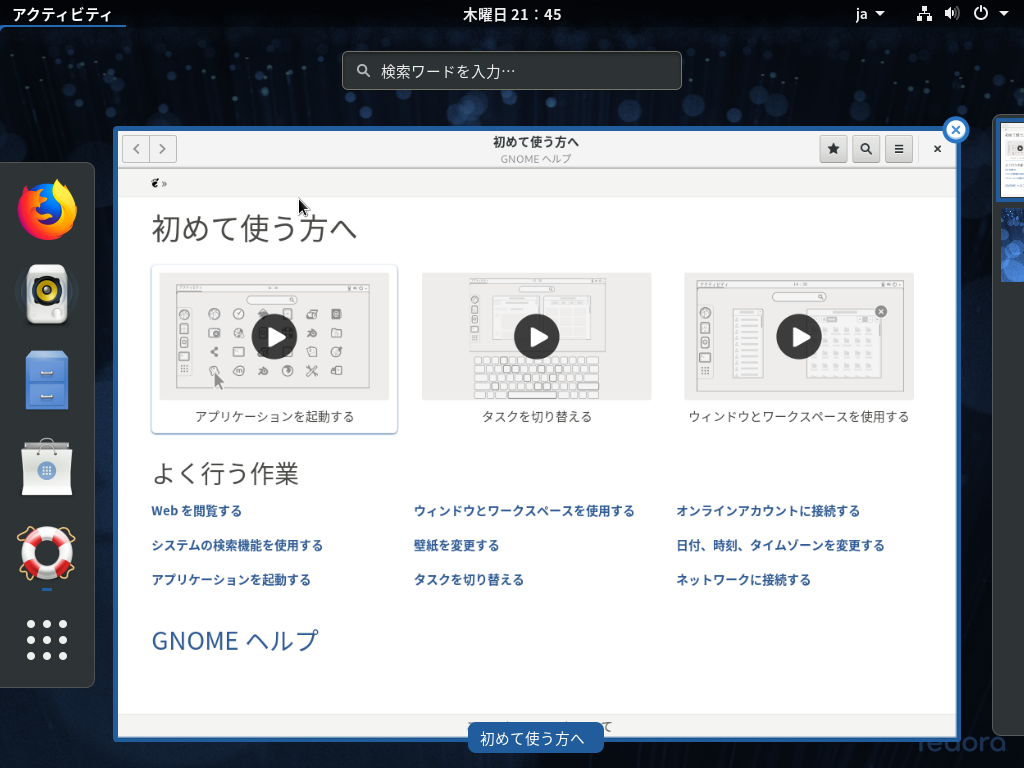 アクティビティ
木曜日 21：45
ja
検索ワードを入力…
初めて使う方へ
GNOME ヘルプ
»
初めて使う方へ
アプリケーションを起動する
タスクを切り替える
ウィンドウとワークスペースを使用する
よく行う作業
Web を閲覧する
ウィンドウとワークスペースを使用する
オンラインアカウントに接続する
システムの検索機能を使用する
壁紙を変更する
日付、時刻、タイムゾーンを変更する
アプリケーションを起動する
タスクを切り替える
ネットワークに接続する
GNOME ヘルプ
初めて使う方へ
fedora